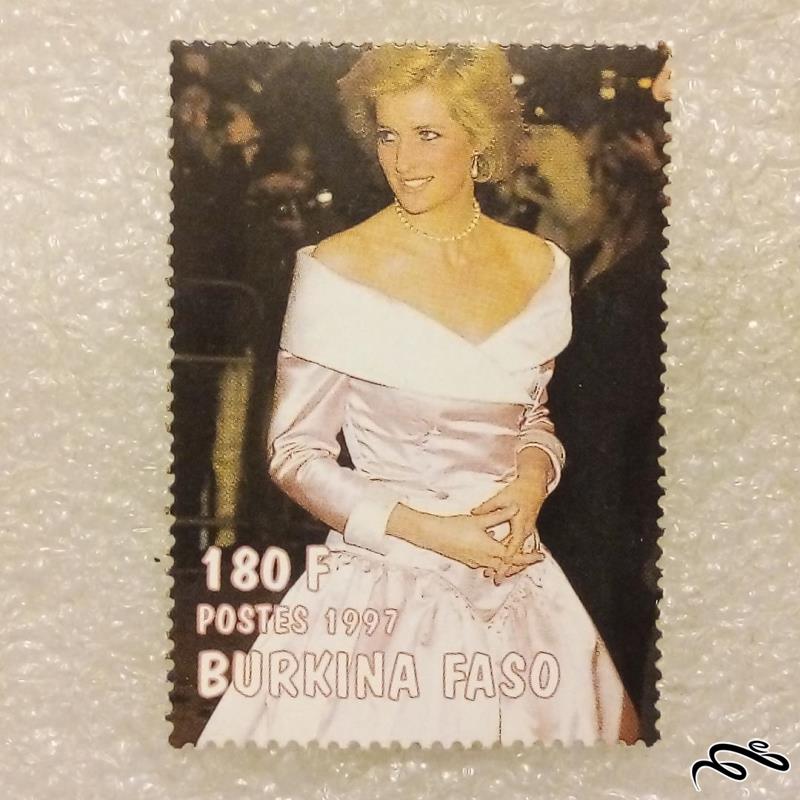 180 F
POSTES 1997
BURKINA FASO